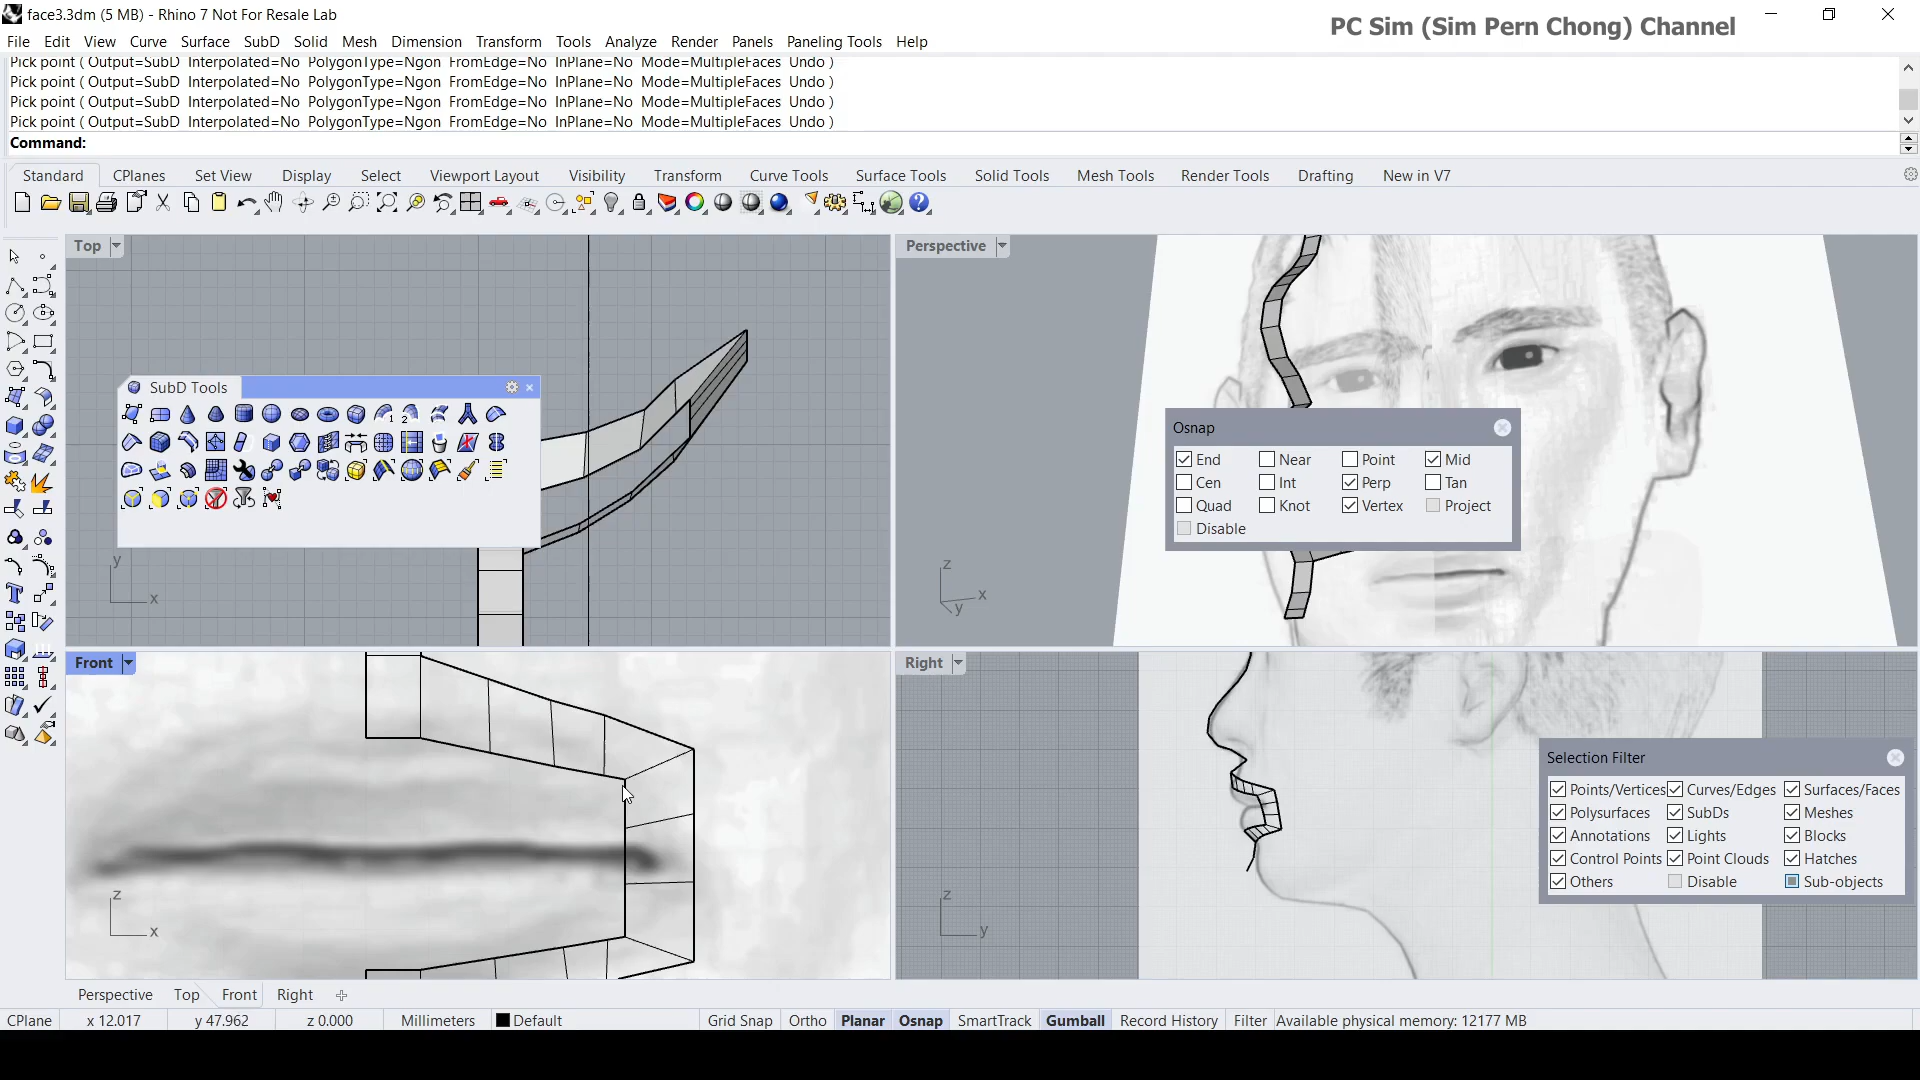 face3.3dm (5 MB) - Rhino 7 Not For Resale Lab
PC Sim (Sim Pern Chong) Channel
File Edit View Curve Surface SubD Solid Mesh Dimension Transform Tools Analyze Render Panels Paneling Tools Help
Pick point ( Output=SubD Interpolated=No PolygonType=Ngon FromEdge=No InPlane=No Mode=MultipleFaces Undo )
Pick point ( Output=SubD Interpolated=No PolygonType=Ngon FromEdge=No InPlane=No Mode=MultipleFaces Undo )
Pick point ( Output=SubD Interpolated=No PolygonType=Ngon FromEdge=No InPlane=No Mode=MultipleFaces Undo )
Pick point ( Output=SubD Interpolated=No PolygonType=Ngon FromEdge=No InPlane=No Mode=MultipleFaces Undo )
Command:
Standard CPlanes Set View Display Select Viewport Layout Visibility Transform Curve Tools Surface Tools Solid Tools Mesh Tools Render Tools Drafting New in V7
Top
SubD Tools
y
x
Perspective
z
x
y
Osnap
End Near Point Mid
Cen Int Perp Tan
Quad Knot Vertex Project
Disable
Front
z
x
Right
z
y
Selection Filter
Points/Vertices Curves/Edges Surfaces/Faces
Polysurfaces SubDs Meshes
Annotations Lights Blocks
Control Points Point Clouds Hatches
Others Disable Sub-objects
Perspective Top Front Right
CPlane x 12.017 y 47.962 z 0.000 Millimeters Default Grid Snap Ortho Planar Osnap SmartTrack Gumball Record History Filter Available physical memory: 12177 MB